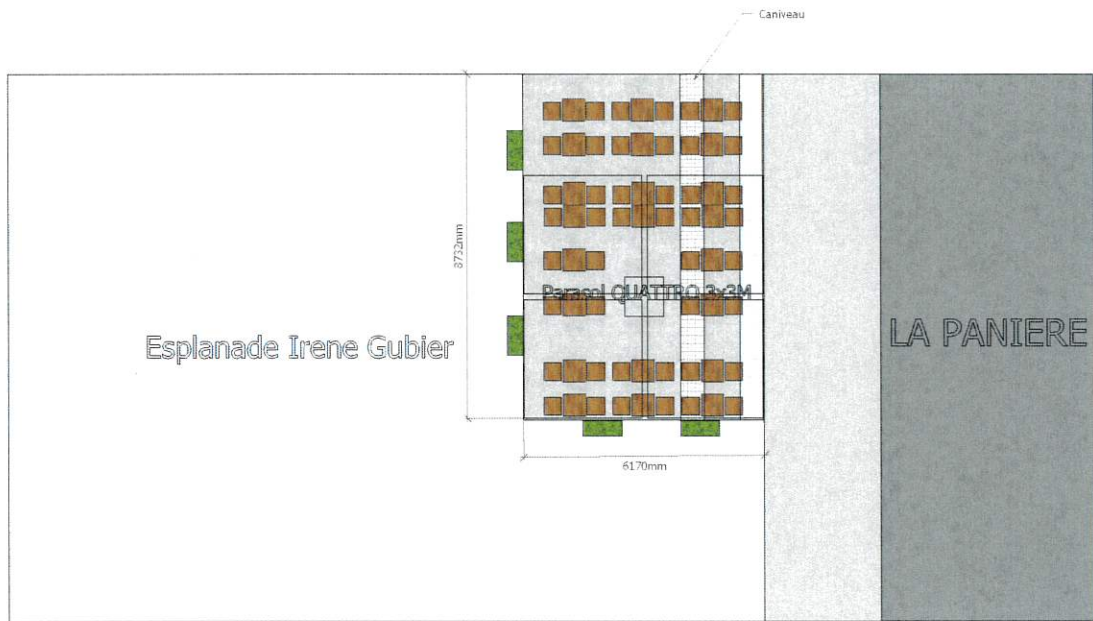 Caniveau
8732mm
Parasol QUATTRO 3x3M
Esplanade Irene Gubier
LA PANIERE
6170mm